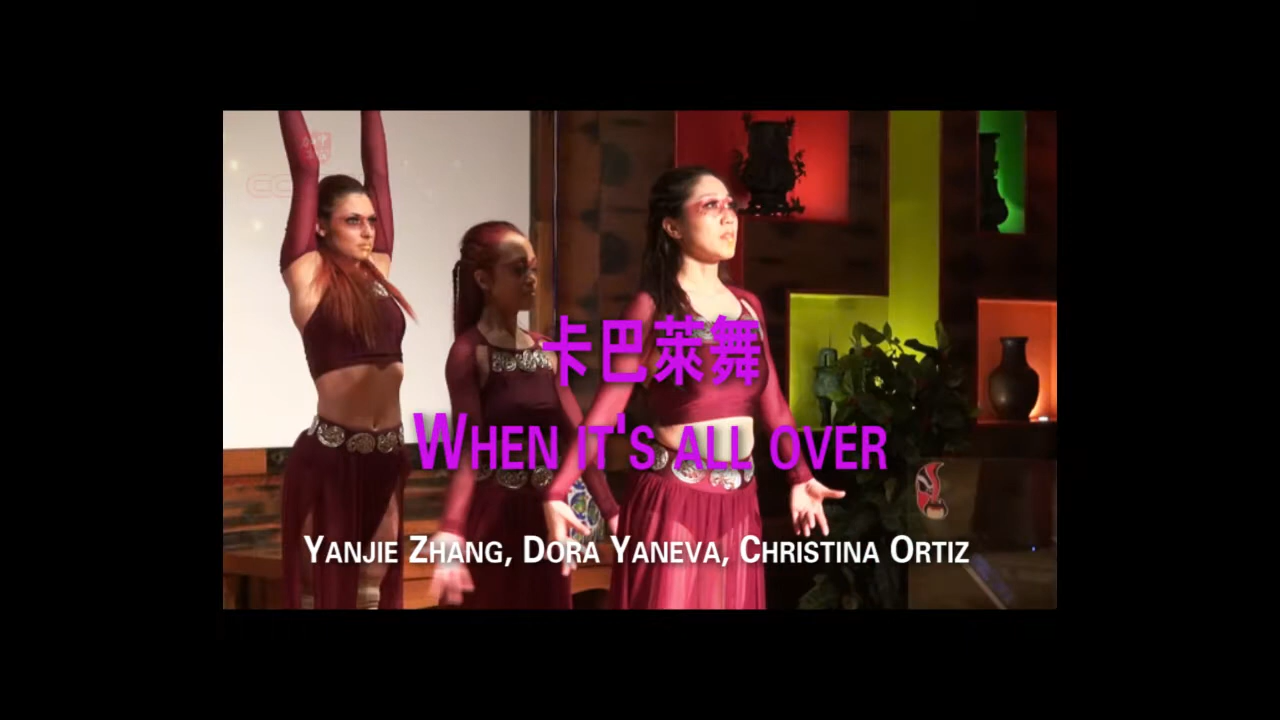 卡巴萊舞
When it's all over
Yanjie Zhang, Dora Yaneva, Christina Ortiz